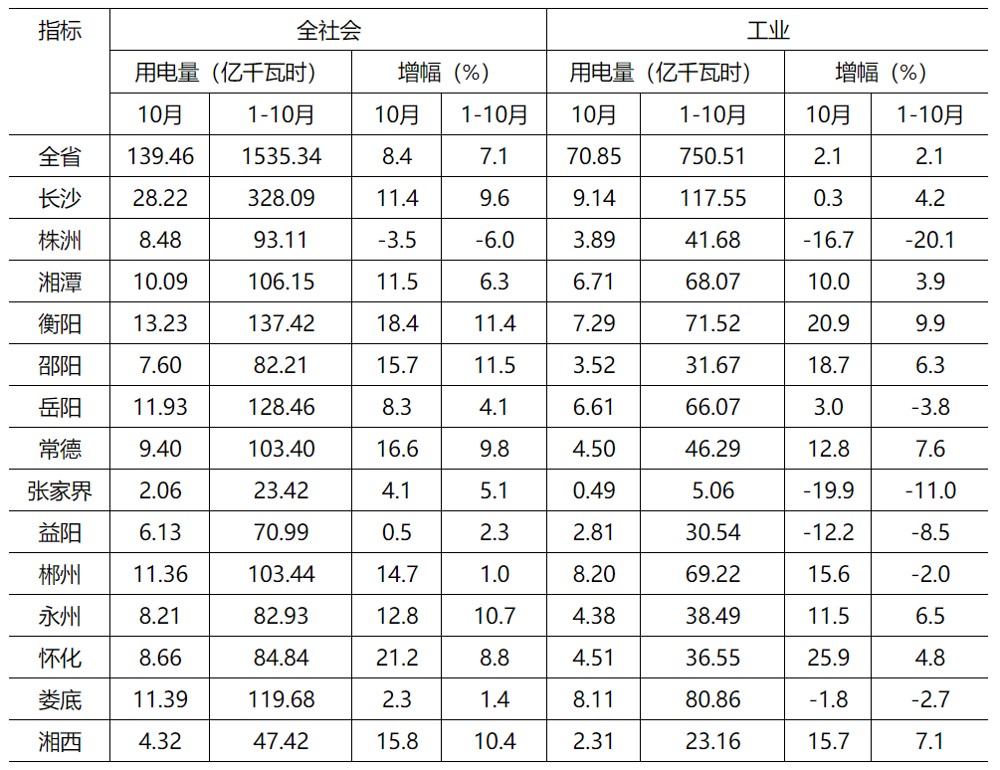 指标 全社会 工业
用电量（亿千瓦时） 增幅（%） 用电量（亿千瓦时） 增幅（%）
10月 1-10月 10月 1-10月 10月 1-10月 10月 1-10月
全省 139.46 1535.34 8.4 7.1 70.85 750.51 2.1 2.1
长沙 28.22 328.09 11.4 9.6 9.14 117.55 0.3 4.2
株洲 8.48 93.11 -3.5 -6.0 3.89 41.68 -16.7 -20.1
湘潭 10.09 106.15 11.5 6.3 6.71 68.07 10.0 3.9
衡阳 13.23 137.42 18.4 11.4 7.29 71.52 20.9 9.9
邵阳 7.60 82.21 15.7 11.5 3.52 31.67 18.7 6.3
岳阳 11.93 128.46 8.3 4.1 6.61 66.07 3.0 -3.8
常德 9.40 103.40 16.6 9.8 4.50 46.29 12.8 7.6
张家界 2.06 23.42 4.1 5.1 0.49 5.06 -19.9 -11.0
益阳 6.13 70.99 0.5 2.3 2.81 30.54 -12.2 -8.5
郴州 11.36 103.44 14.7 1.0 8.20 69.22 15.6 -2.0
永州 8.21 82.93 12.8 10.7 4.38 38.49 11.5 6.5
怀化 8.66 84.84 21.2 8.8 4.51 36.55 25.9 4.8
娄底 11.39 119.68 2.3 1.4 8.11 80.86 -1.8 -2.7
湘西 4.32 47.42 15.8 10.4 2.31 23.16 15.7 7.1